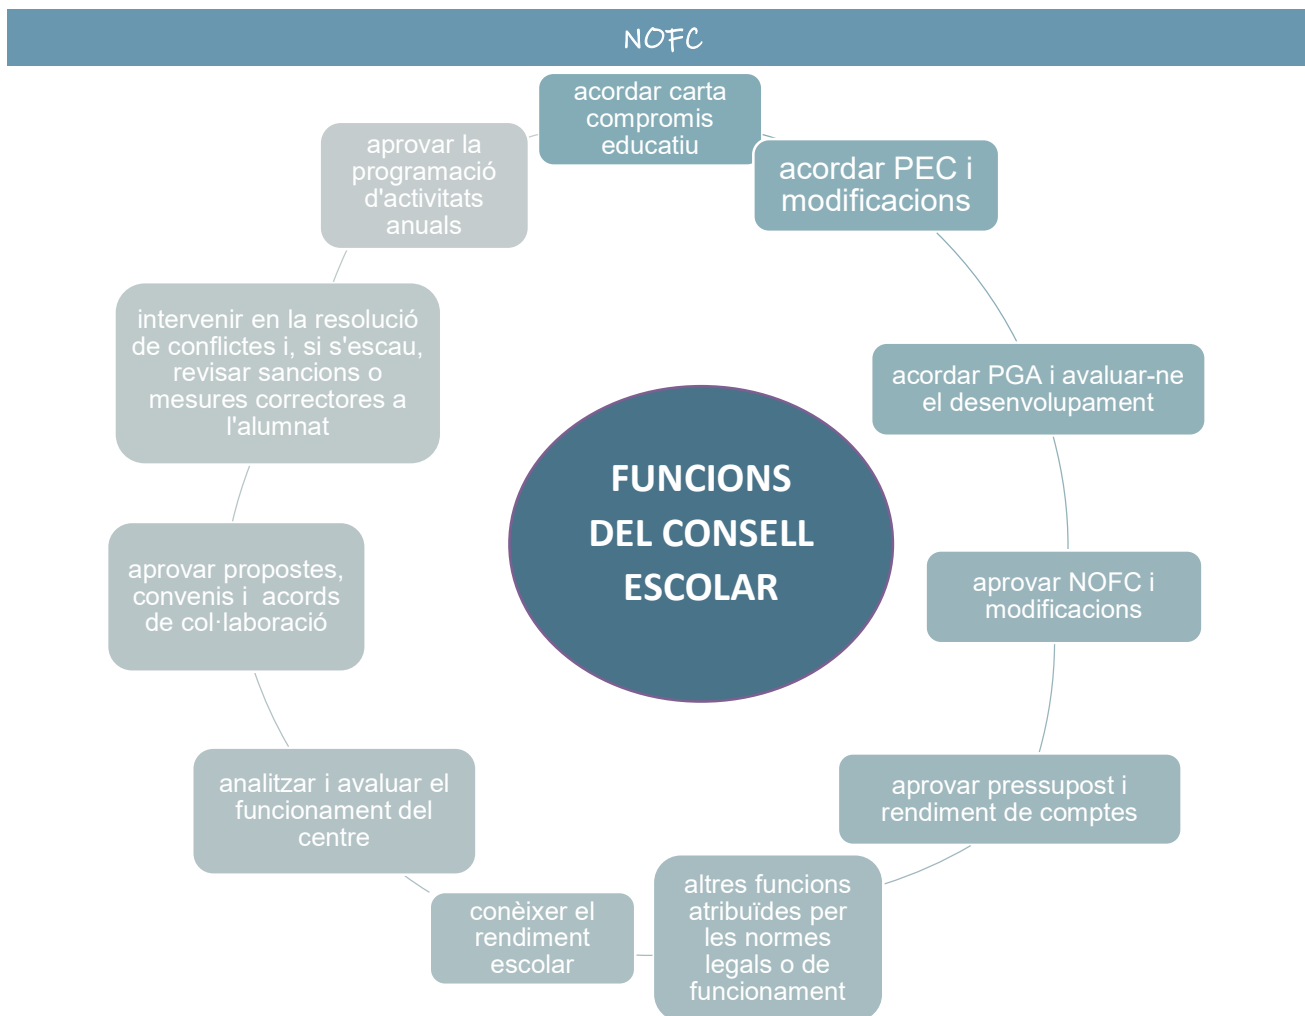 NOFC
acordar carta
compromis
educatiu
acordar PEC i
modificacions
acordar PGA i avaluar-ne
el desenvolupament
aprovar NOFC i
modificacions
aprovar pressupost i
rendiment de comptes
altres funcions
atribuïdes per
les normes
legals o de
funcionament
conèixer el
rendiment
escolar
analitzar i avaluar el
funcionament del
centre
aprovar propostes,
convenis i acords
de col·laboració
intervenir en la resolució
de conflictes i, si s'escau,
revisar sancions o
mesures correctores a
l'alumnat
aprovar la
programació
d'activitats
anuals
FUNCIONS
DEL CONSELL
ESCOLAR